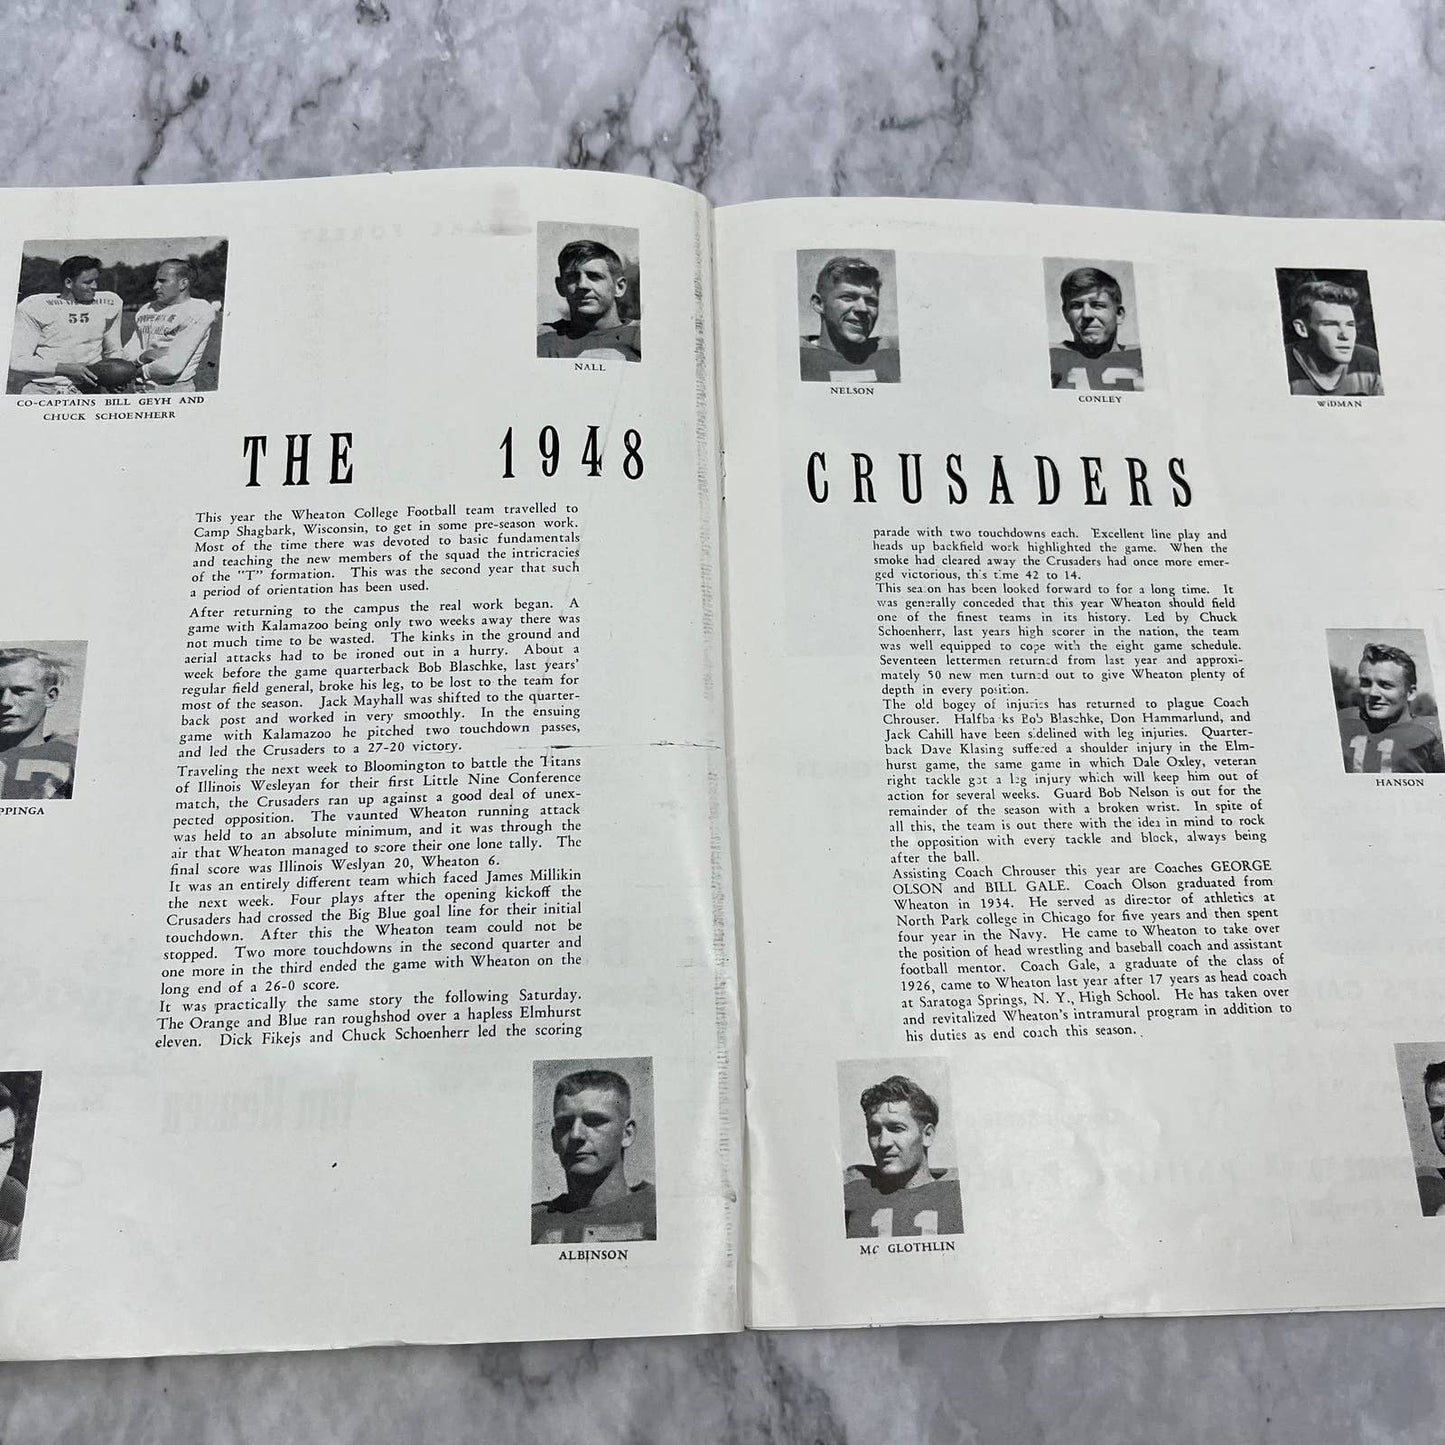 WHEATON COLLEGE
55
PROPERTY OF
CO-CAPTAINS BILL GEYH AND
CHUCK SCHOENHERR
NALL
THE 1948
This year the Wheaton College Football team travelled to
Camp Shagbark, Wisconsin, to get in some pre-season work.
Most of the time there was devoted to basic fundamentals
and teaching the new members of the squad the intricracies
of the "T" formation. This was the second year that such
a period of orientation has been used.
After returning to the campus the real work began. A
game with Kalamazoo being only two weeks away there was
not much time to be wasted. The kinks in the ground and
aerial attacks had to be ironed out in a hurry. About a
week before the game quarterback Bob Blaschke, last years'
regular field general, broke his leg, to be lost to the team for
most of the season. Jack Mayhall was shifted to the quarter-
back post and worked in very smoothly. In the ensuing
game with Kalamazoo he pitched two touchdown passes,
and led the Crusaders to a 27-20 victory.
Traveling the next week to Bloomington to battle the Titans
of Illinois Wesleyan for their first Little Nine Conference
match, the Crusaders ran up against a good deal of unex-
pected opposition. The vaunted Wheaton running attack
was held to an absolute minimum, and it was through the
air that Wheaton managed to score their one lone tally. The
final score was Illinois Weslyan 20, Wheaton 6.
It was an entirely different team which faced James Millikin
the next week. Four plays after the opening kickoff the
Crusaders had crossed the Big Blue goal line for their initial
touchdown. After this the Wheaton team could not be
stopped. Two more touchdowns in the second quarter and
one more in the third ended the game with Wheaton on the
long end of a 26-0 score.
It was practically the same story the following Saturday.
The Orange and Blue ran roughshod over a hapless Elmhurst
eleven. Dick Fikejs and Chuck Schoenherr led the scoring
PPINGA
ALBINSON
NELSON
CONLEY
WiDMAN
CRUSADERS
parade with two touchdowns each. Excellent line play and
heads up backfield work highlighted the game. When the
smoke had cleared away the Crusaders had once more emer-
ged victorious, this time 42 to 14.
This season has been looked forward to for a long time. It
was generally conceded that this year Wheaton should field
one of the finest teams in its history. Led by Chuck
Schoenherr, last years high scorer in the nation, the team
was well equipped to cope with the eight game schedule.
Seventeen lettermen returned from last year and approxi-
mately 50 new men turned out to give Wheaton plenty of
depth in every position.
The old bogey of injuries has returned to plague Coach
Chrouser. Halfbacks Bob Blaschke, Don Hammarlund, and
Jack Cahill have been sidelined with leg injuries. Quarter-
back Dave Klasing suffered a shoulder injury in the Elm-
hurst game, the same game in which Dale Oxley, veteran
right tackle got a leg injury which will keep him out of
action for several weeks. Guard Bob Nelson is out for the
remainder of the season with a broken wrist. In spite of
all this, the team is out there with the idea in mind to rock
the opposition with every tackle and block, always being
after the ball.
Assisting Coach Chrouser this year are Coaches GEORGE
OLSON and BILL GALE. Coach Olson graduated from
Wheaton in 1934. He served as director of athletics at
North Park college in Chicago for five years and then spent
four year in the Navy. He came to Wheaton to take over
the position of head wrestling and baseball coach and assistant
football mentor. Coach Gale, a graduate of the class of
1926, came to Wheaton last year after 17 years as head coach
at Saratoga Springs, N. Y., High School. He has taken over
and revitalized Wheaton's intramural program in addition to
his duties as end coach this season.
11
HANSON
11
MC GLOTHLIN